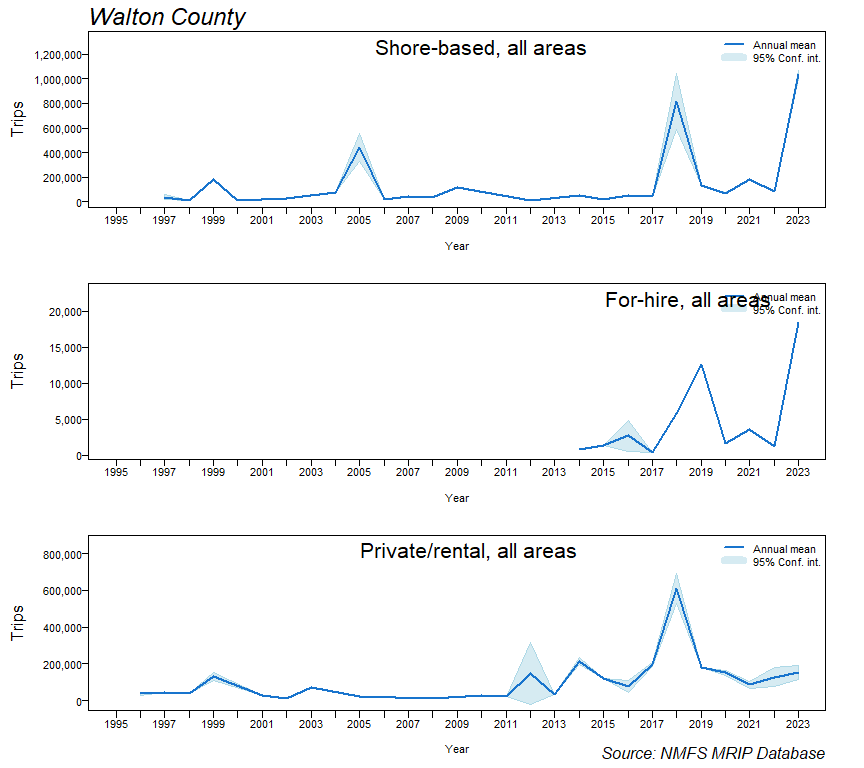 Walton County
Shore-based, all areas
Annual mean
95% Conf. int.
Trips
1,200,000
1,000,000
800,000
600,000
400,000
200,000
0
1995 1997 1999 2001 2003 2005 2007 2009 2011 2013 2015 2017 2019 2021 2023
Year
For-hire, all areas
Annual mean
95% Conf. int.
Trips
20,000
15,000
10,000
5,000
0
1995 1997 1999 2001 2003 2005 2007 2009 2011 2013 2015 2017 2019 2021 2023
Year
Private/rental, all areas
Annual mean
95% Conf. int.
Trips
800,000
600,000
400,000
200,000
0
1995 1997 1999 2001 2003 2005 2007 2009 2011 2013 2015 2017 2019 2021 2023
Year
Source: NMFS MRIP Database